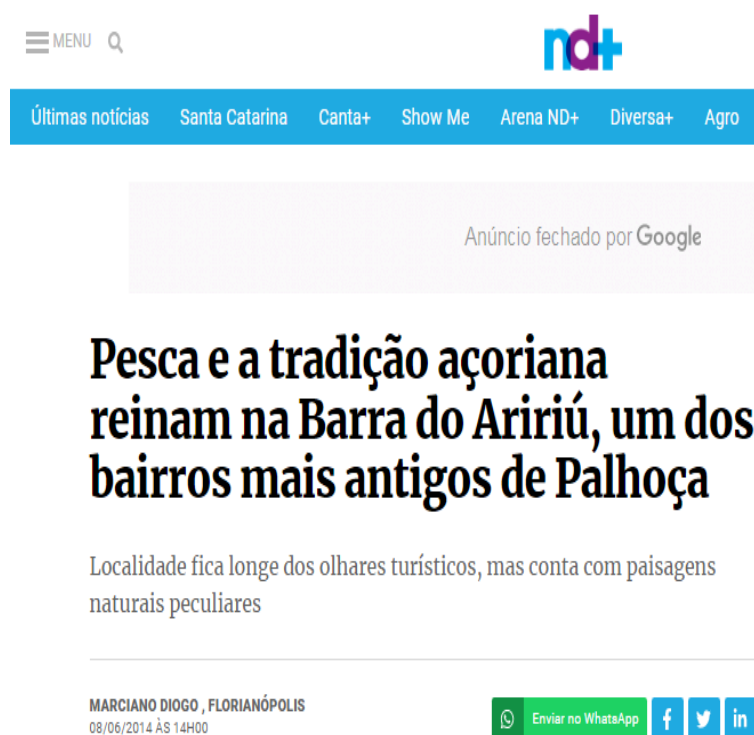 MENU
nd+
Últimas notícias Santa Catarina Canta+ Show Me Arena ND+ Diversa+ Agro
Anúncio fechado por Google
Pesca e a tradição açoriana
reinam na Barra do Aririú, um dos
bairros mais antigos de Palhoça
Localidade fica longe dos olhares turísticos, mas conta com paisagens
naturais peculiares
MARCIANO DIOGO , FLORIANÓPOLIS
08/06/2014 ÀS 14H00
Enviar no WhatsApp f in